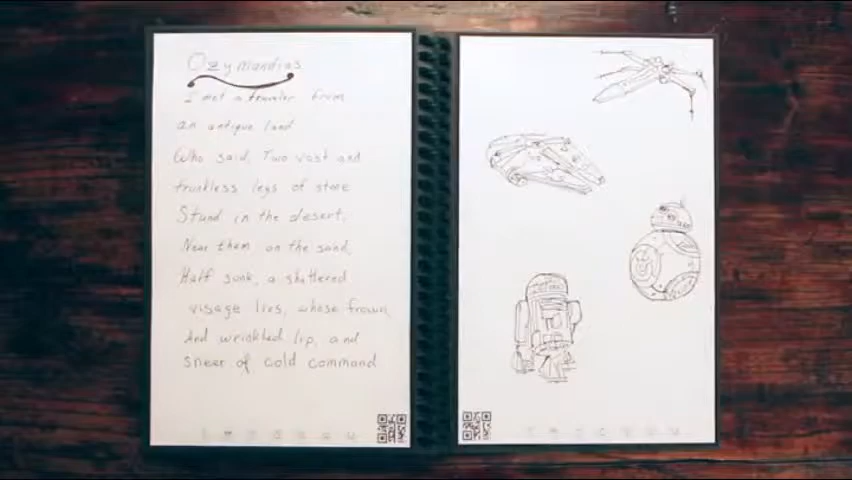 Ozymandias
I met a traveler from
an antique land
Who said, Two vast and
trunkless legs of stone
Stand in the desert.
Near them, on the sand,
Half sunk, a shattered
visage lies, whose frown,
And wrinkled lip, and
sneer of cold command